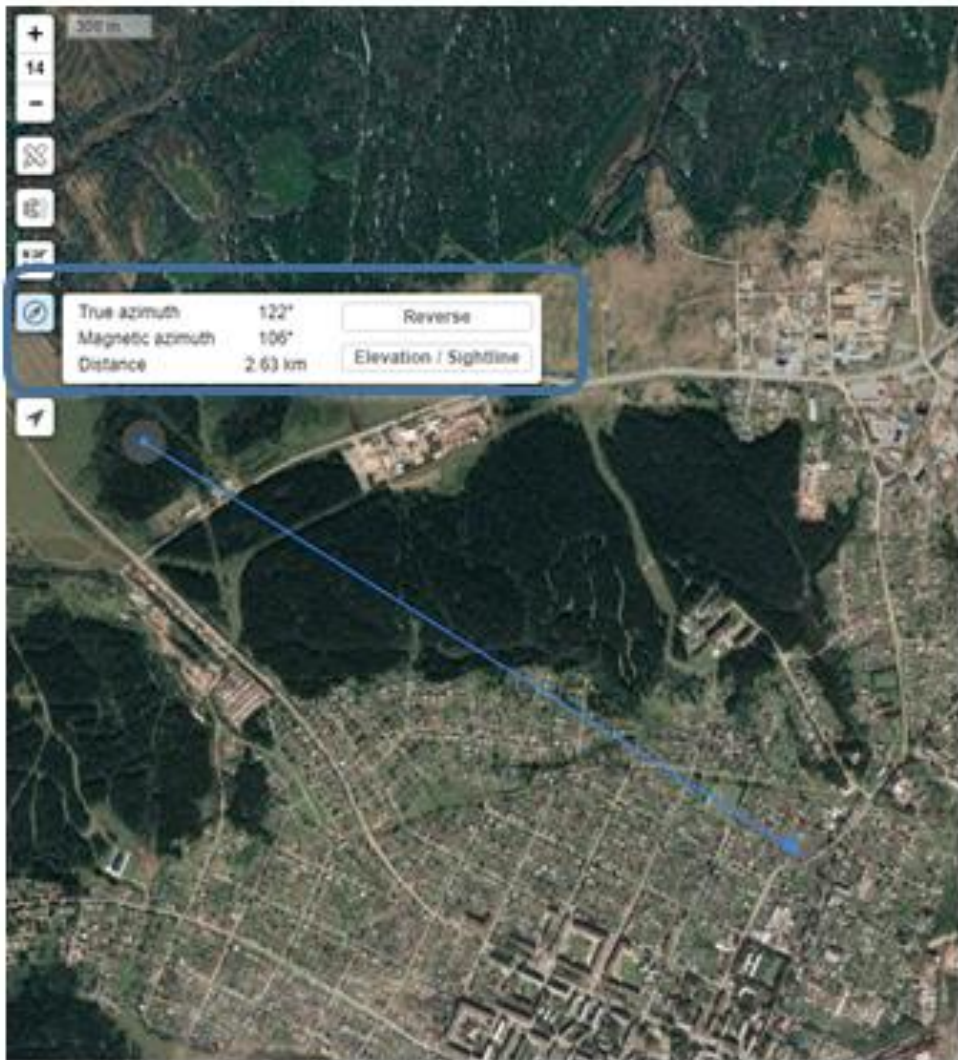 +
300 m
14
−
True azimuth 122°
Reverse
Magnetic azimuth 106°
Elevation / Sightline
Distance 2.63 km